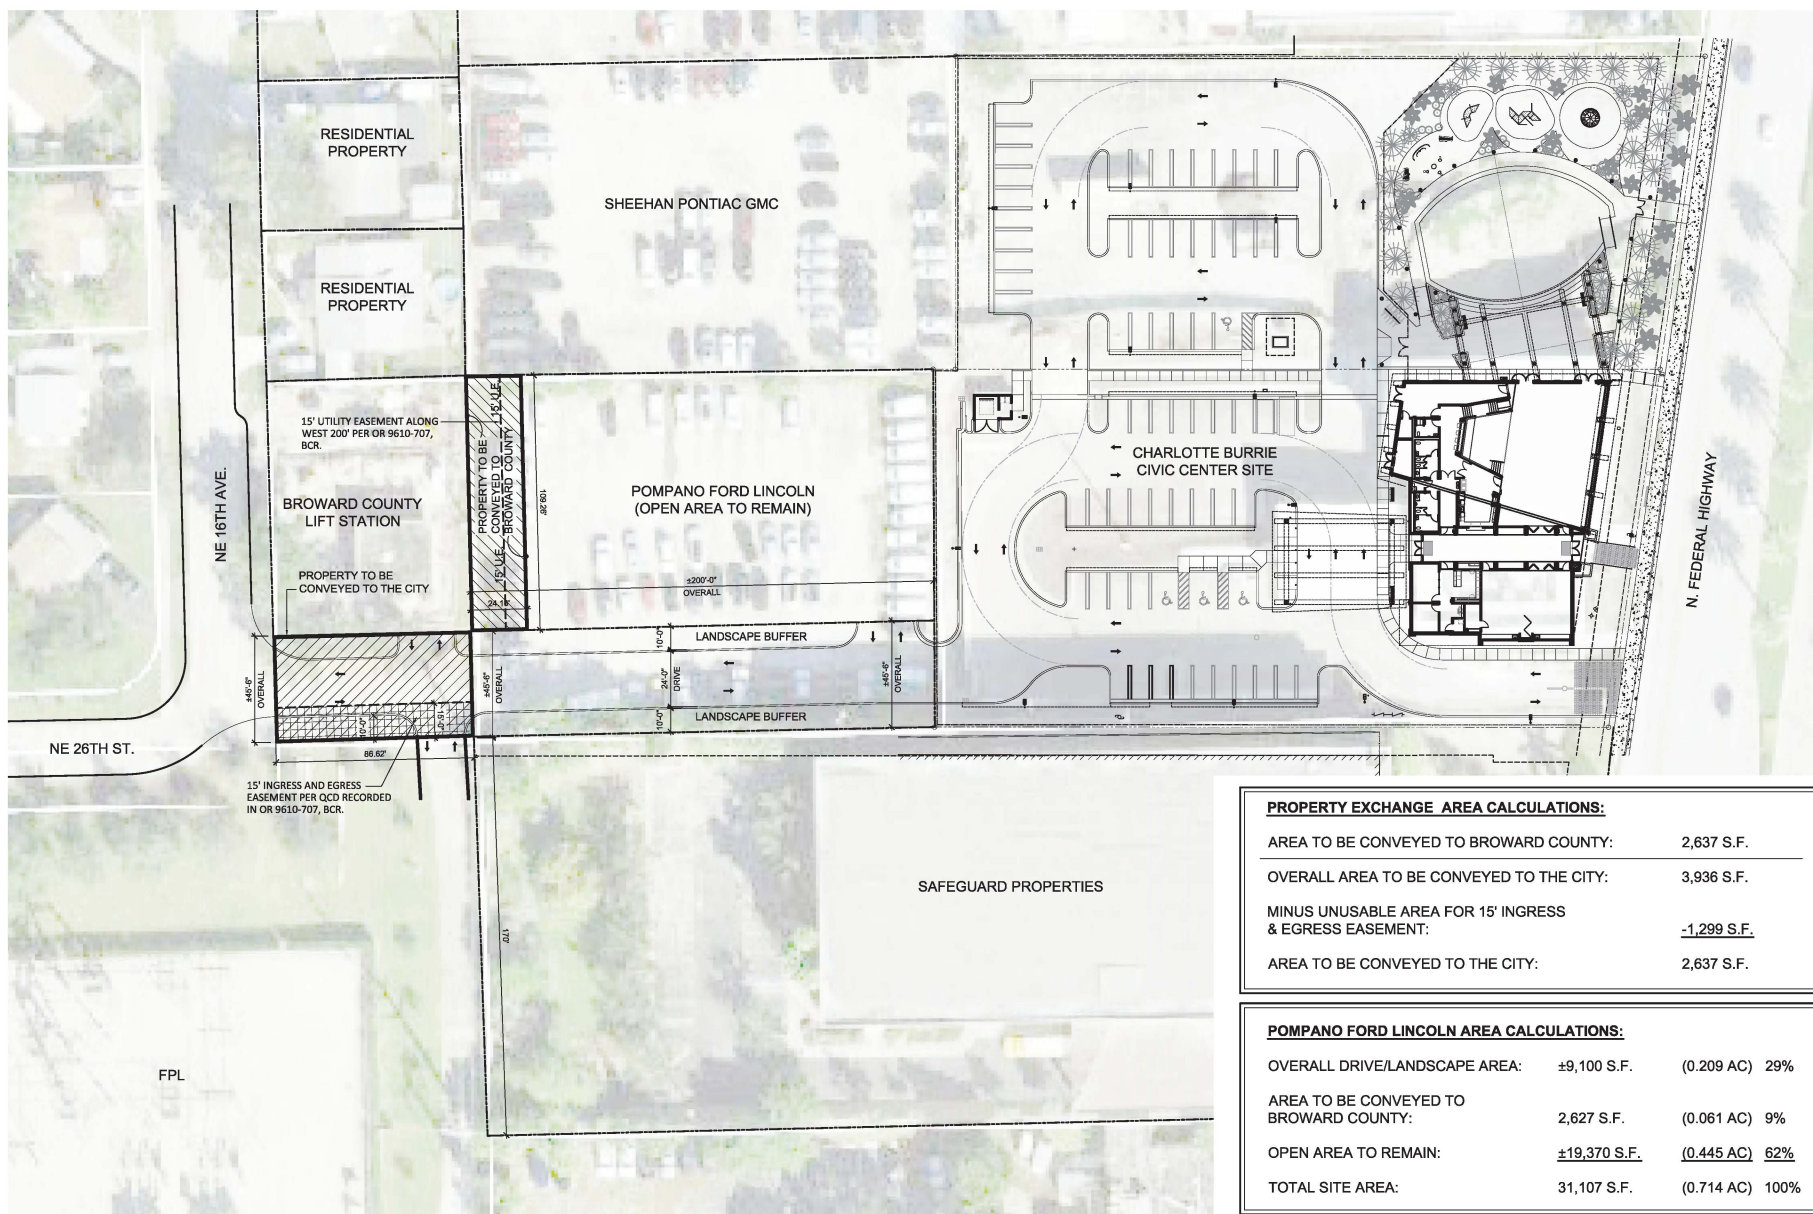 RESIDENTIAL
PROPERTY
SHEEHAN PONTIAC GMC
RESIDENTIAL
PROPERTY
15' UTILITY EASEMENT ALONG
WEST 200' PER OR 9610-707,
BCR.
PROPERTY TO BE
CONVEYED TO
BROWARD COUNTY
15' U.E.
15' U.E.
109.26'
24.15'
NE 16TH AVE.
BROWARD COUNTY
LIFT STATION
POMPANO FORD LINCOLN
(OPEN AREA TO REMAIN)
CHARLOTTE BURRIE
CIVIC CENTER SITE
N. FEDERAL HIGHWAY
PROPERTY TO BE
CONVEYED TO THE CITY
±200'-0"
OVERALL
±45'-6"
OVERALL
±45'-6"
OVERALL
10'-0"
LANDSCAPE BUFFER
24'-0"
DRIVE
10'-0"
LANDSCAPE BUFFER
±45'-6"
OVERALL
10'-0"
15'-0"
NE 26TH ST.
86.62'
15' INGRESS AND EGRESS
EASEMENT PER QCD RECORDED
IN OR 9610-707, BCR.
170'
SAFEGUARD PROPERTIES
FPL
PROPERTY EXCHANGE AREA CALCULATIONS:
AREA TO BE CONVEYED TO BROWARD COUNTY: 2,637 S.F.
OVERALL AREA TO BE CONVEYED TO THE CITY: 3,936 S.F.
MINUS UNUSABLE AREA FOR 15' INGRESS
& EGRESS EASEMENT: -1,299 S.F.
AREA TO BE CONVEYED TO THE CITY: 2,637 S.F.
POMPANO FORD LINCOLN AREA CALCULATIONS:
OVERALL DRIVE/LANDSCAPE AREA: ±9,100 S.F. (0.209 AC) 29%
AREA TO BE CONVEYED TO
BROWARD COUNTY: 2,627 S.F. (0.061 AC) 9%
OPEN AREA TO REMAIN: ±19,370 S.F. (0.445 AC) 62%
TOTAL SITE AREA: 31,107 S.F. (0.714 AC) 100%